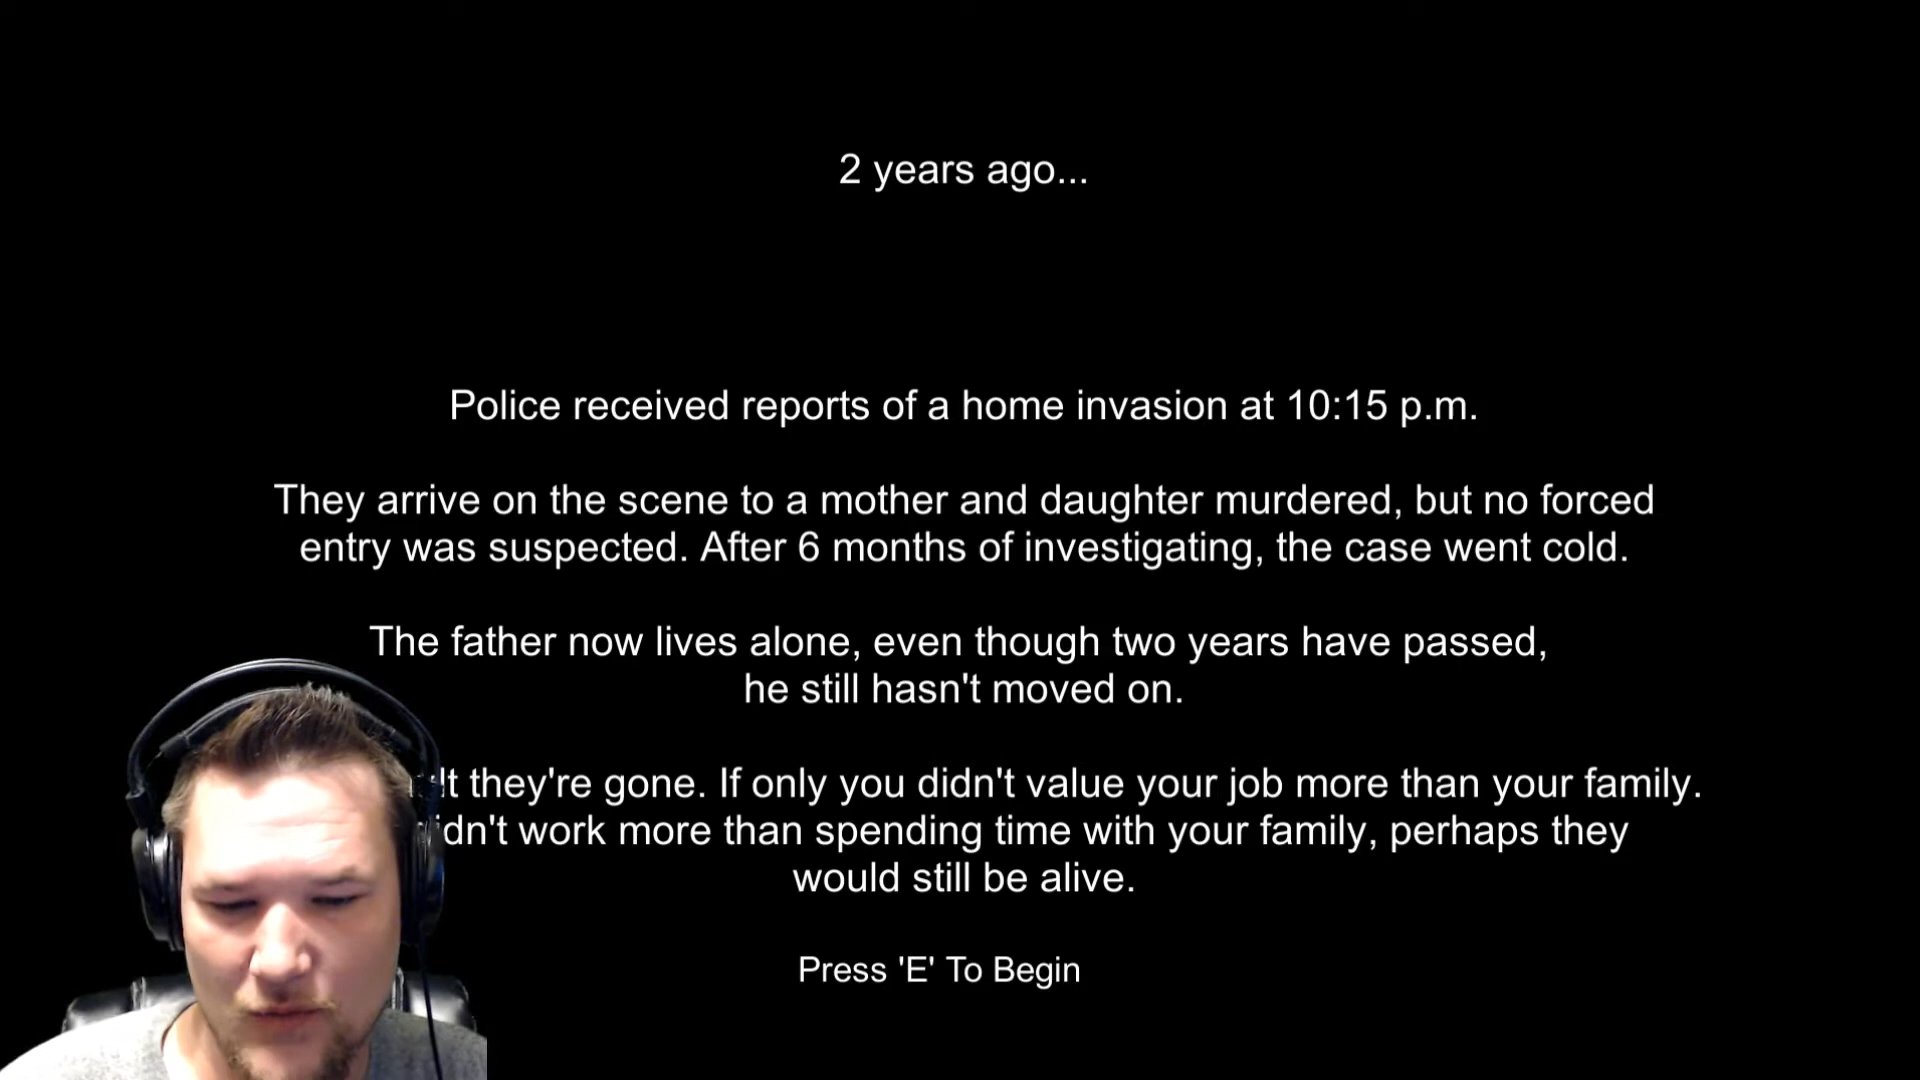 2 years ago...
Police received reports of a home invasion at 10:15 p.m.
They arrive on the scene to a mother and daughter murdered, but no forced
entry was suspected. After 6 months of investigating, the case went cold.
The father now lives alone, even though two years have passed,
he still hasn't moved on.
they're gone. If only you didn't value your job more than your family.
work more than spending time with your family, perhaps they
would still be alive.
Press 'E' To Begin